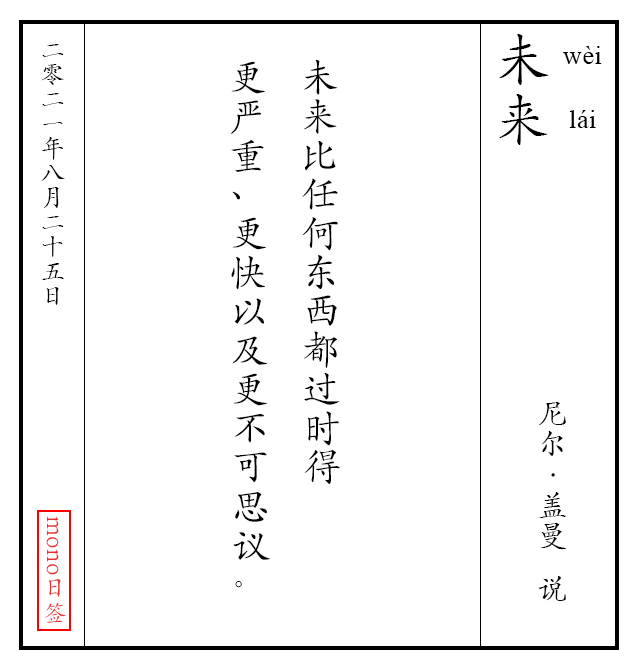 未来
wèi
lái
尼尔·盖曼 说
未来比任何东西都过时得
更严重、更快以及更不可思议。
二零二一年八月二十五日
mono日签